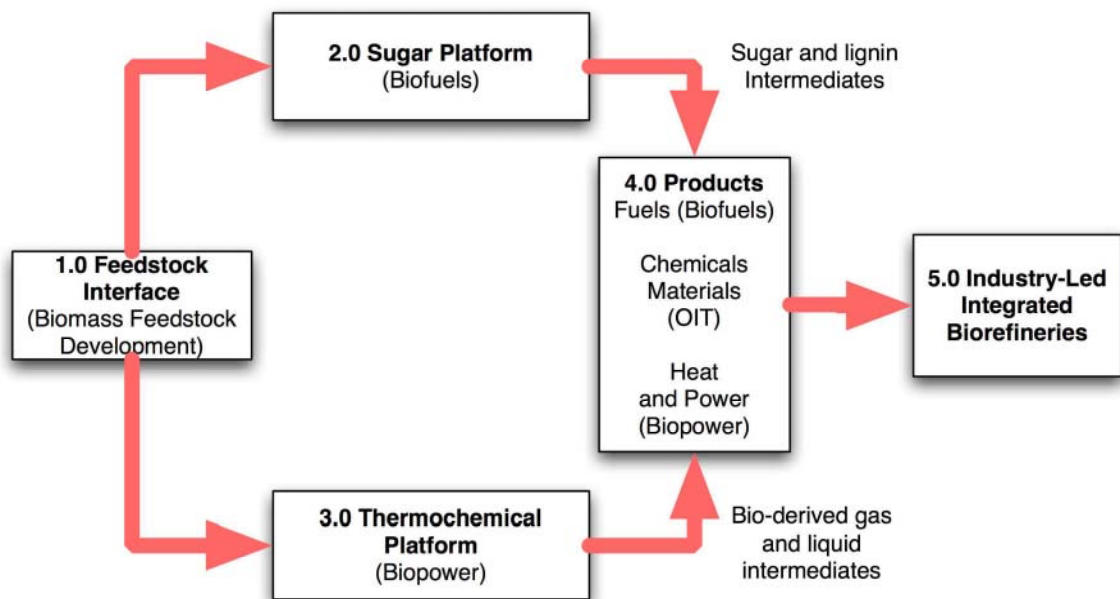 2.0 Sugar Platform
(Biofuels)
Sugar and lignin
Intermediates
1.0 Feedstock
Interface
(Biomass Feedstock
Development)
4.0 Products
Fuels (Biofuels)
Chemicals
Materials
(OIT)
Heat
and Power
(Biopower)
5.0 Industry-Led
Integrated
Biorefineries
3.0 Thermochemical
Platform
(Biopower)
Bio-derived gas
and liquid
intermediates